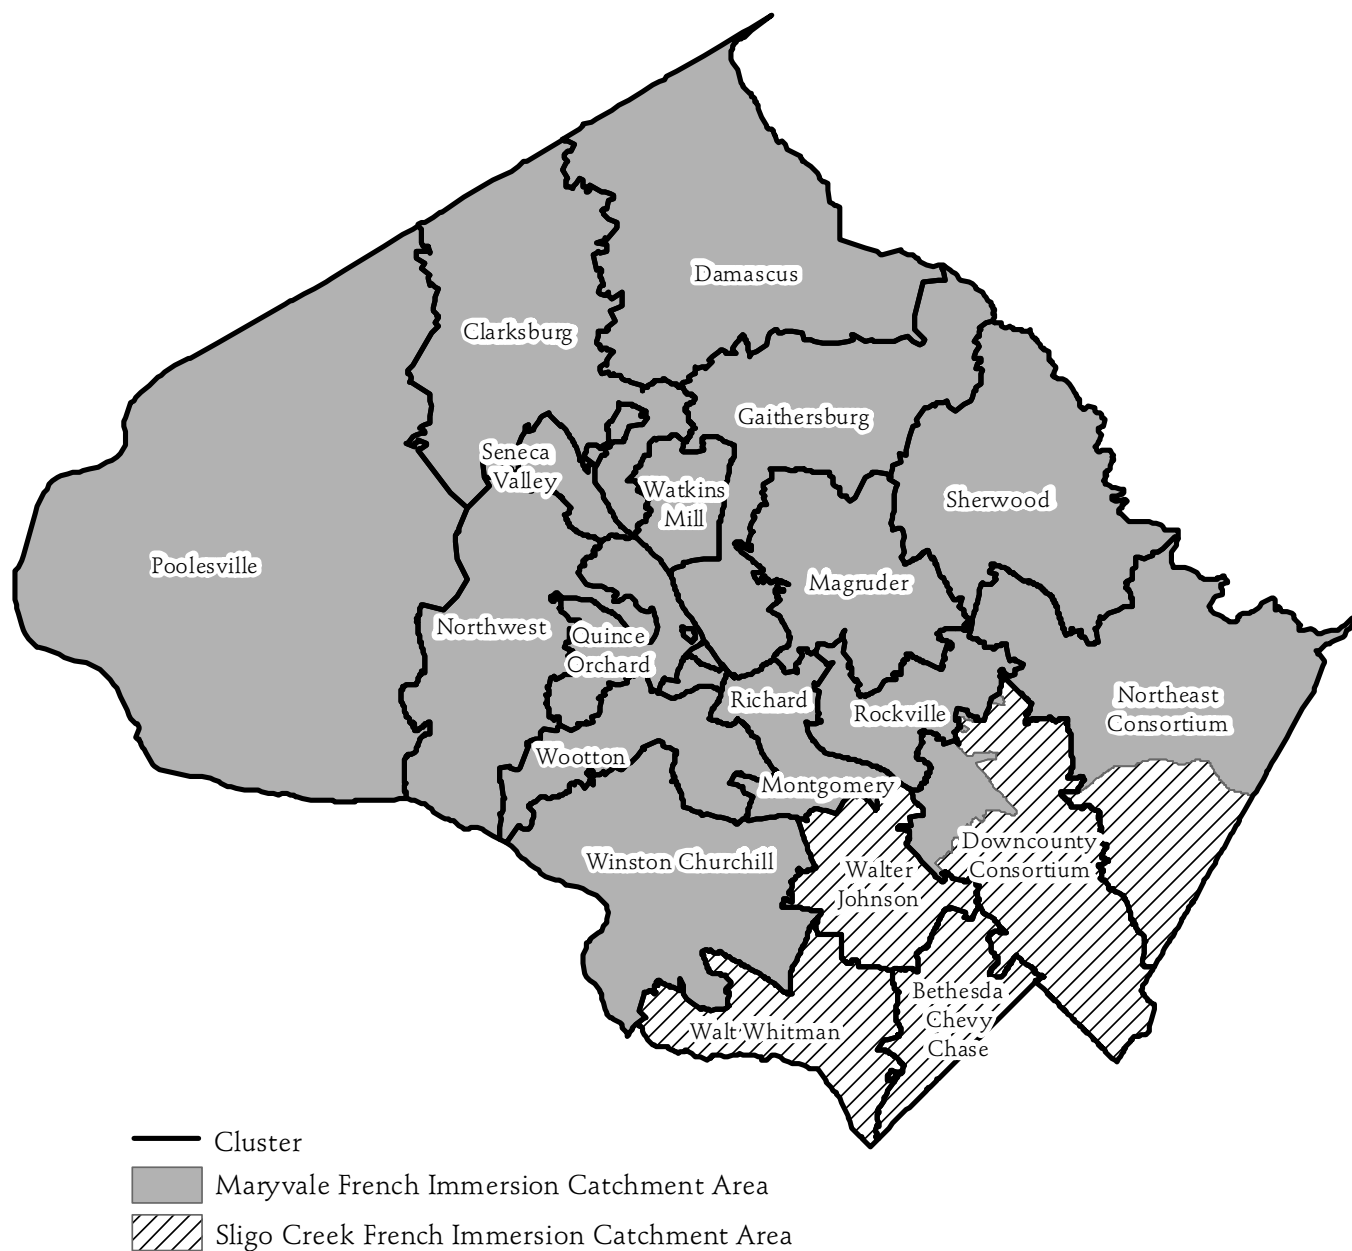 Damascus
Clarksburg
Gaithersburg
Seneca
Valley
Watkins
Mill
Sherwood
Poolesville
Magruder
Northwest
Quince
Orchard
Richard
Rockville
Northeast
Consortium
Wootton
Montgomery
Winston Churchill
Walter
Johnson
Downcounty
Consortium
Bethesda
Chevy
Chase
Walt Whitman
Cluster
Maryvale French Immersion Catchment Area
Sligo Creek French Immersion Catchment Area